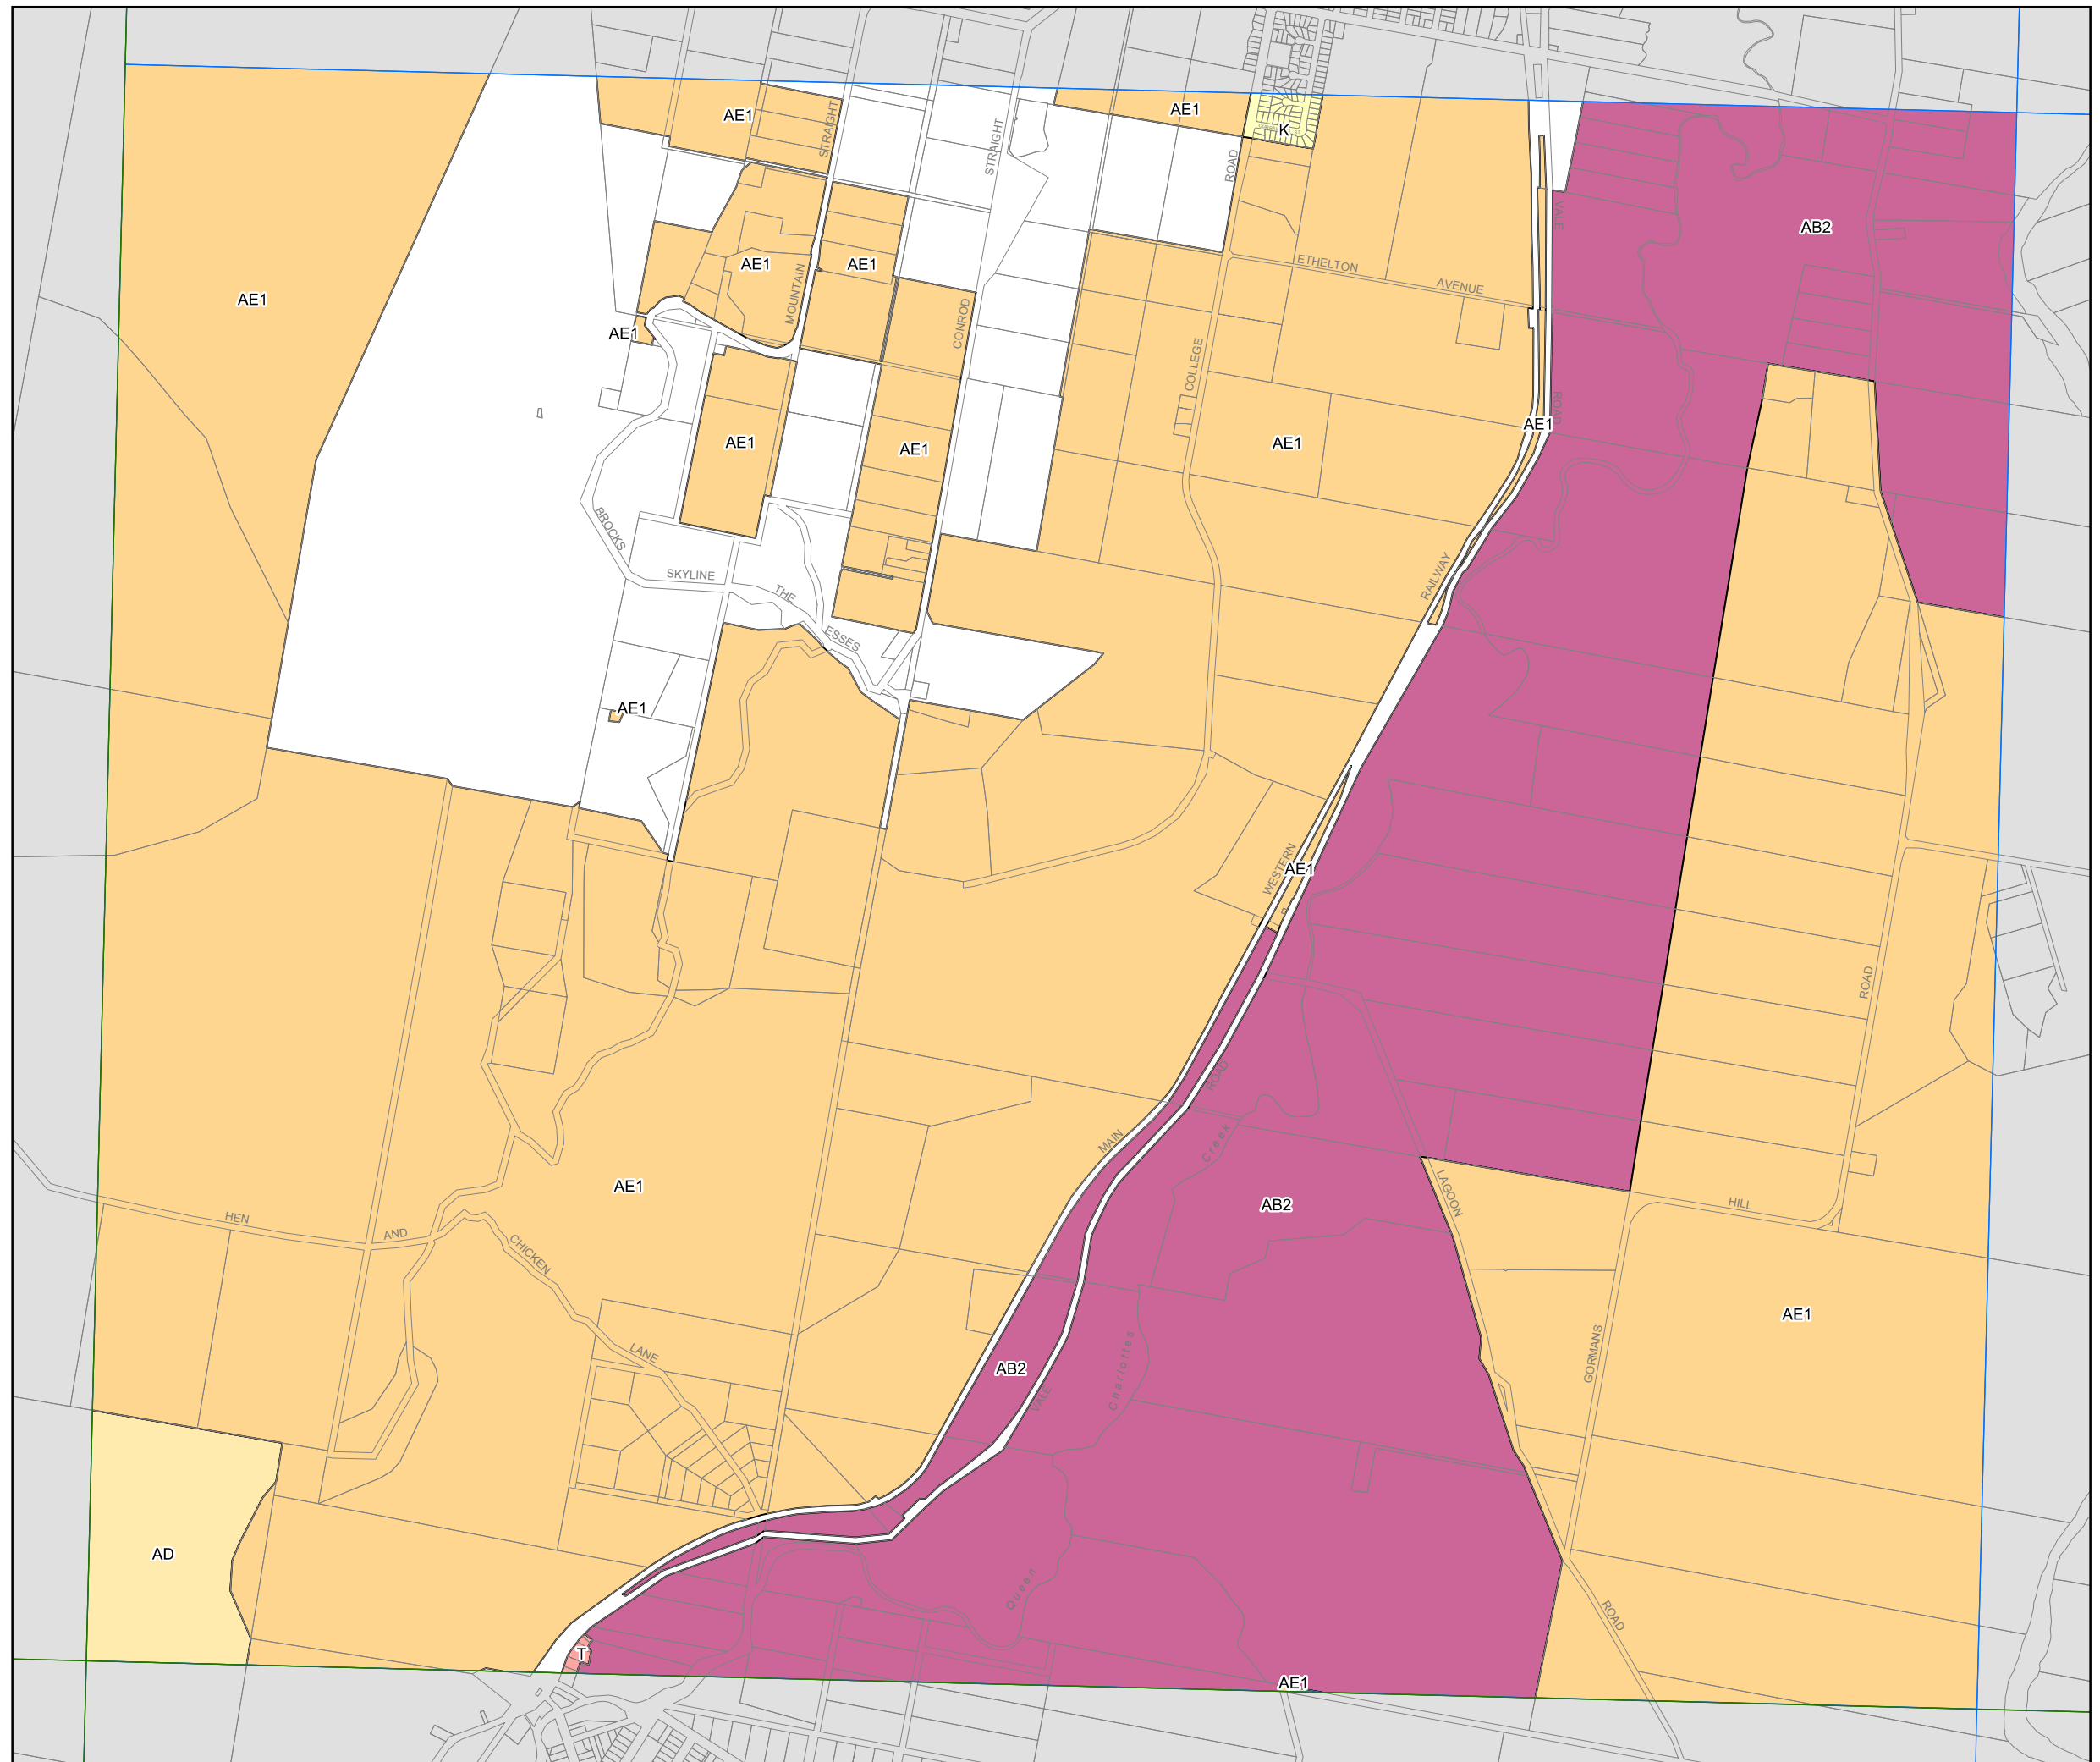 AE1
AE1
K
STRAIGHT
STRAIGHT
ROAD
VALE
AB2
AE1
AE1
AE1
ETHELTON
AVENUE
MOUNTAIN
CONROD
AE1
COLLEGE
AE1
AE1
AE1
AE1
ROAD
BROCKS
SKYLINE
THE
ESSES
RAILWAY
AE1
WESTERN
AE1
ROAD
ROAD
MAIN
Creek
AE1
AB2
LAGOON
HILL
HEN
AND
CHICKEN
AE1
LANE
GORMANS
AB2
VALE
Charlottes
AD
Queen
ROAD
T
AE1